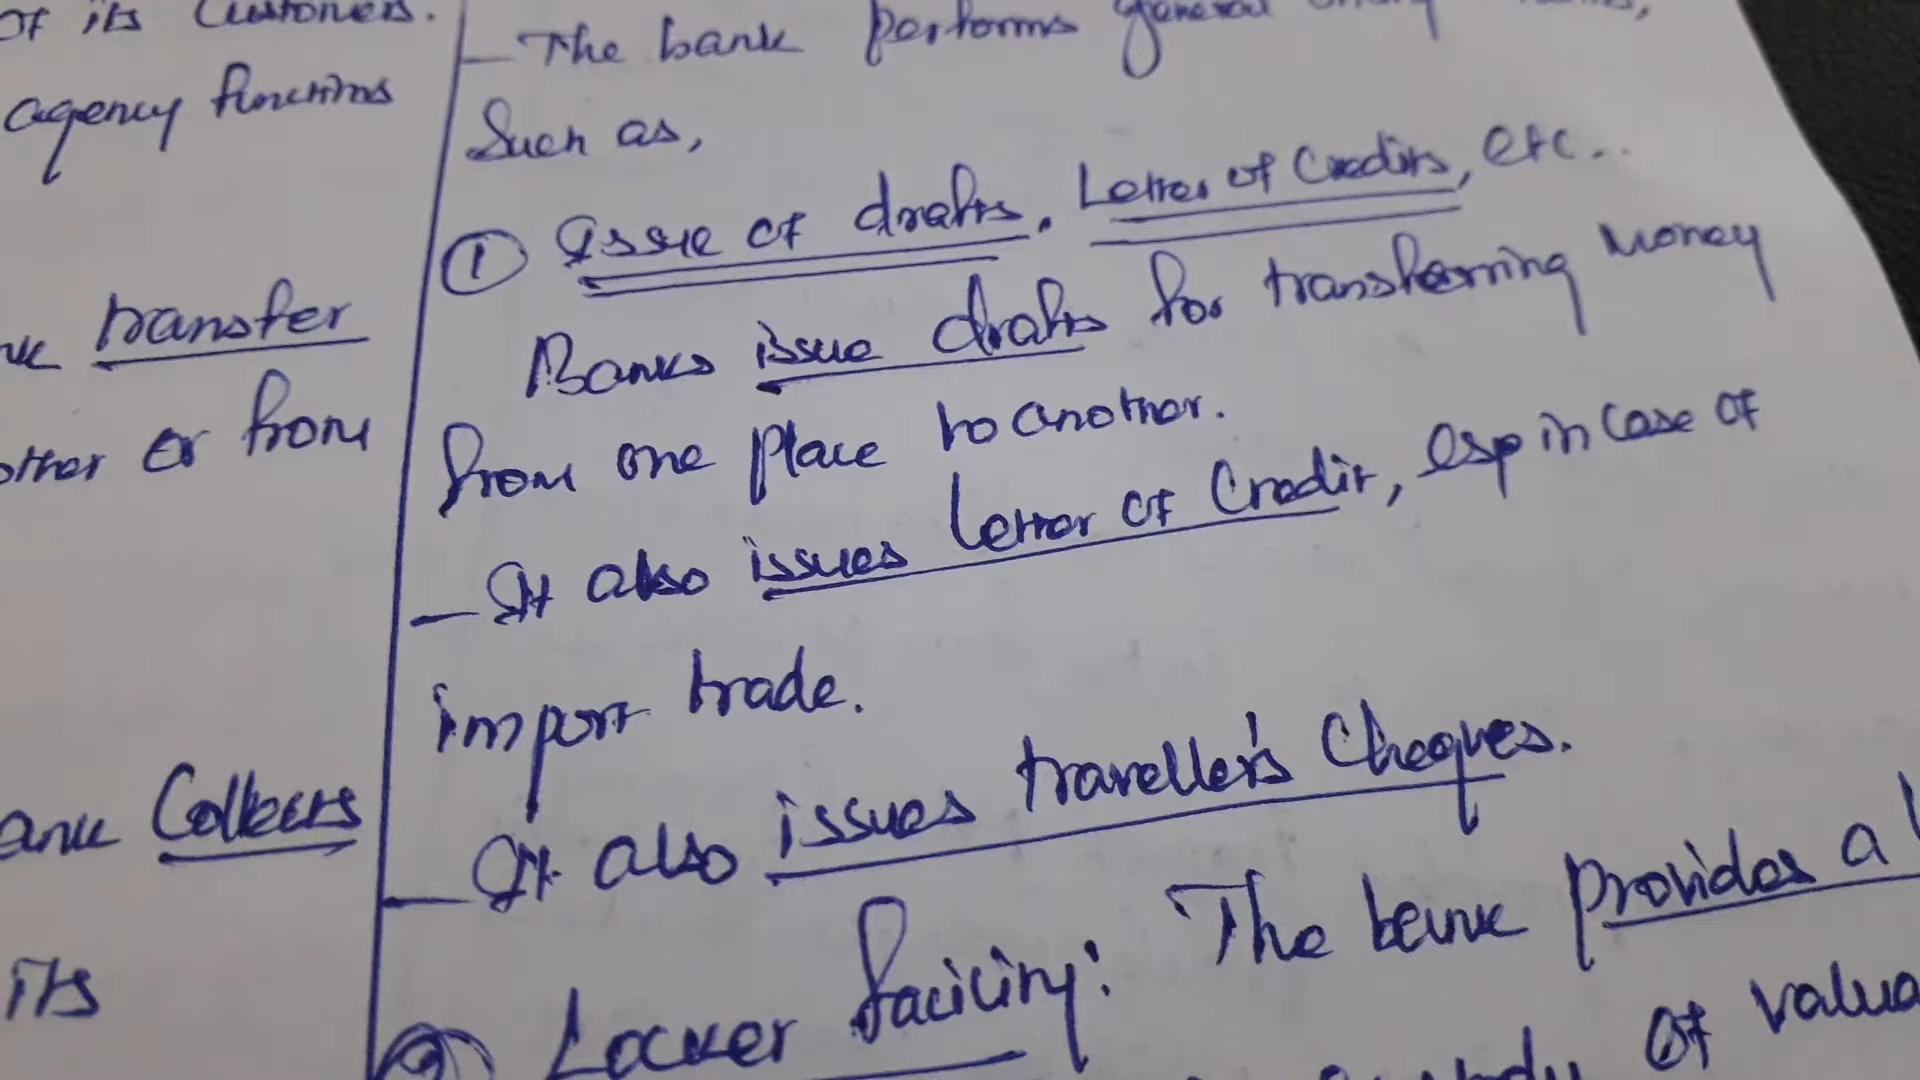 of its Customers.
agency functions
transfer
other or from
Collects
its
- The bank performs general
Such as,
① Issue of drafts, Letter of Credits, etc..
Banks issue drafts for transferring money
from one place to another.
- It also issues letter of Credit, esp in case of
import trade.
- It also issues traveller's Cheques.
② Locker facility: The bank provides a
of